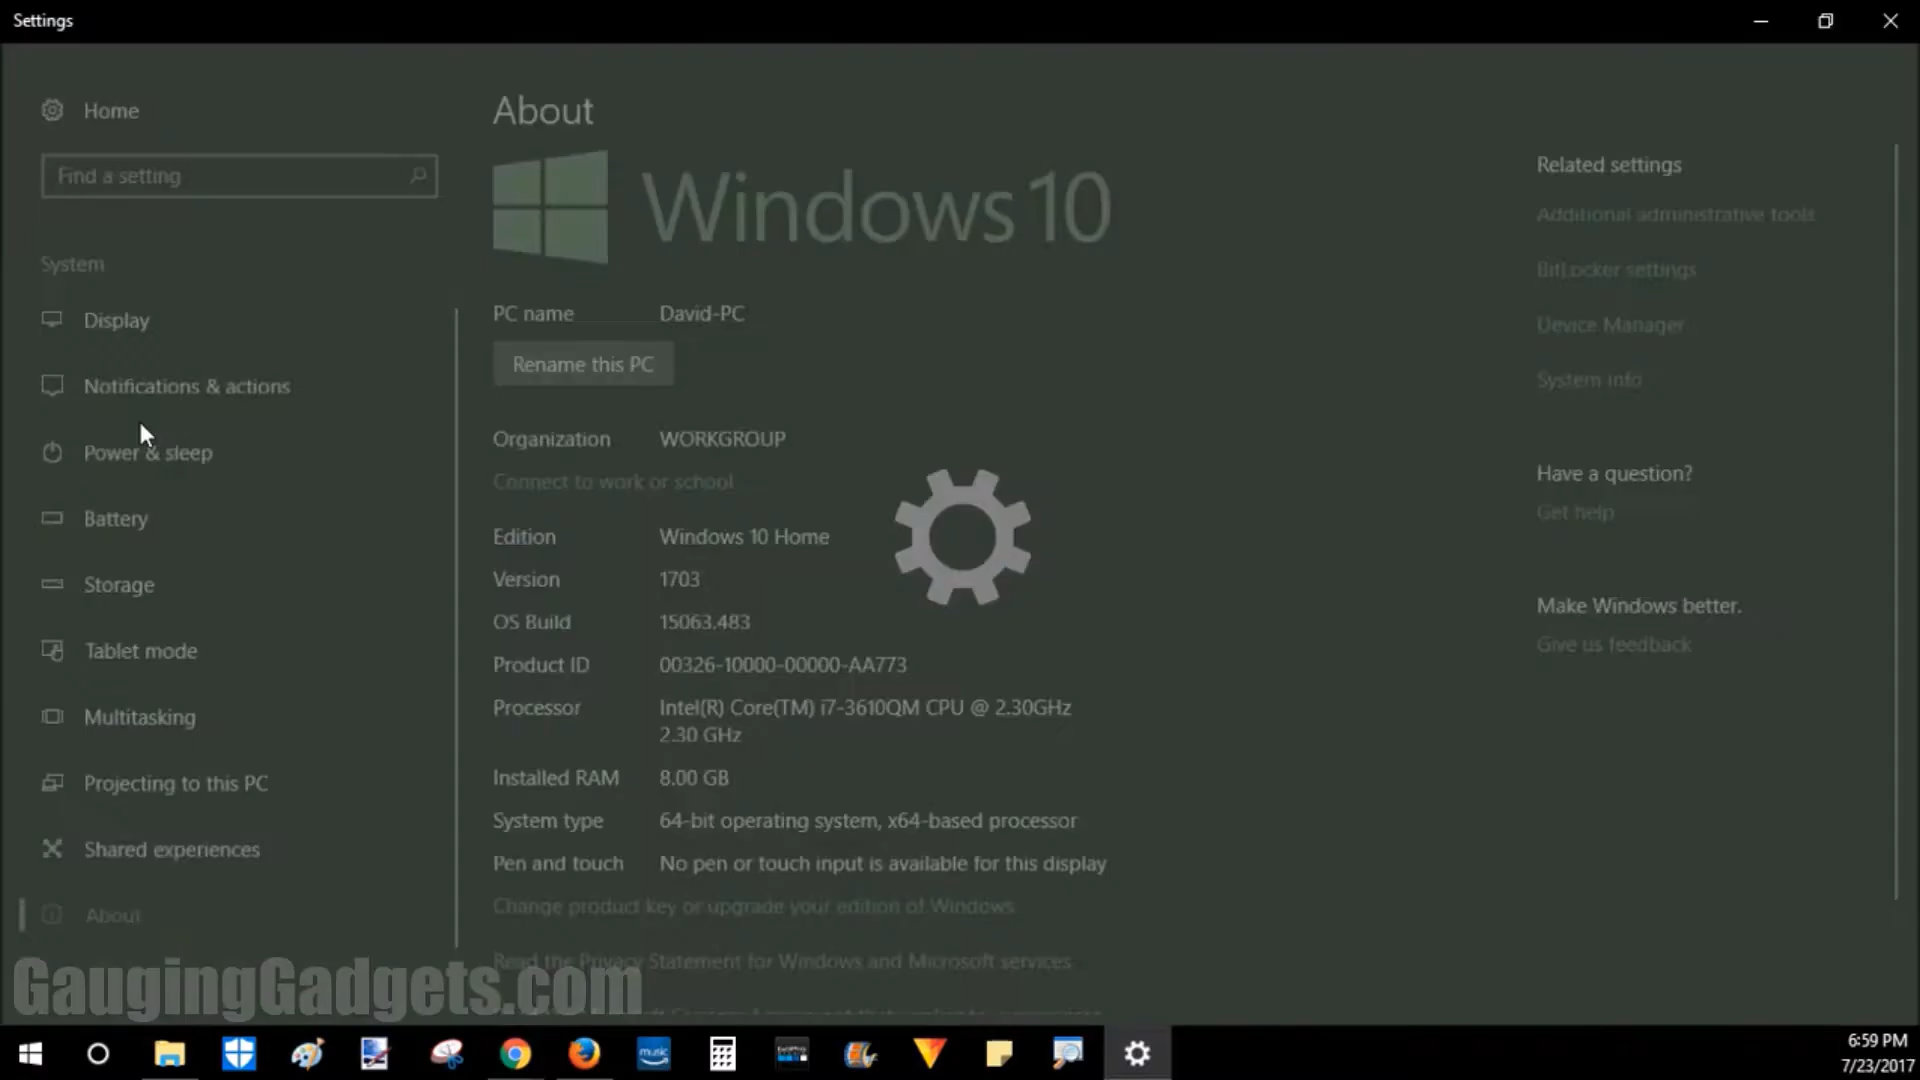 Settings
Home
Find a setting
System
Display
Notifications & actions
Power & sleep
Battery
Storage
Tablet mode
Multitasking
Projecting to this PC
Shared experiences
About
About
Windows 10
PC name David-PC
Rename this PC
Organization WORKGROUP
Connect to work or school
Edition Windows 10 Home
Version 1703
OS Build 15063.483
Product ID 00326-10000-00000-AA773
Processor Intel(R) Core(TM) i7-3610QM CPU @ 2.30GHz
2.30 GHz
Installed RAM 8.00 GB
System type 64-bit operating system, x64-based processor
Pen and touch No pen or touch input is available for this display
Change product key or upgrade your edition of Windows
Read the Privacy Statement for Windows and Microsoft services
Related settings
Additional administrative tools
BitLocker settings
Device Manager
System info
Have a question?
Get help
Make Windows better.
Give us feedback
GaugingGadgets.com
music
6:59 PM
7/23/2017